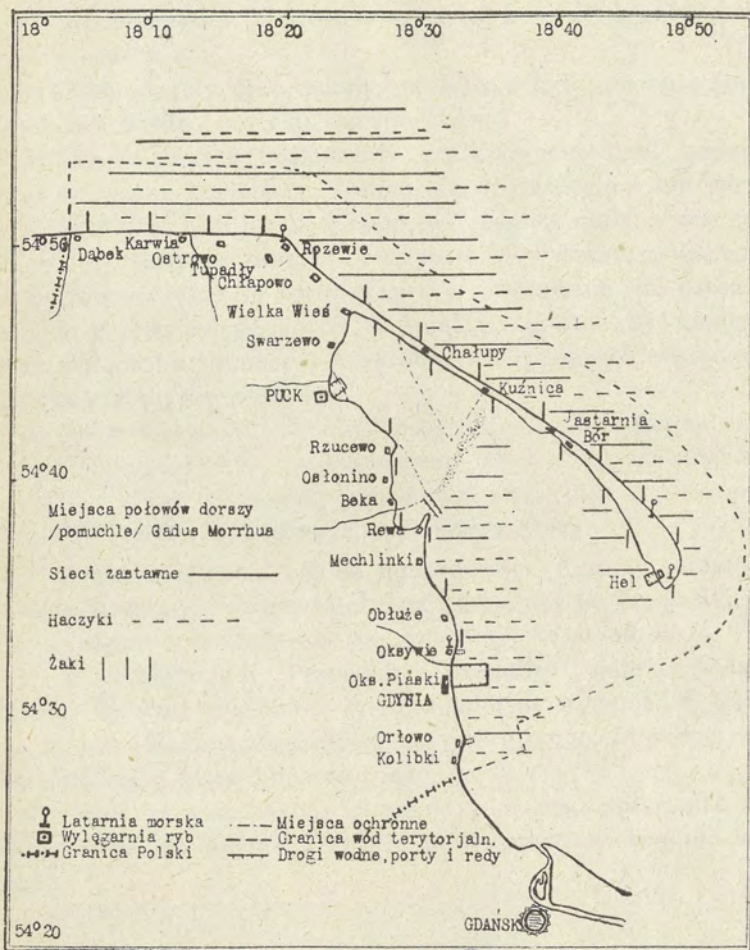 18° 18°10' 18°20 18°30 18°40 18°50
54°50
Dąbek
Karwia
Ostrowo
Tupadły
Chłapowo
Rozewie
Wielka Wieś
Swarzewo
Chałupy
PUCK
Kuźnica
Jastarnia
Bór
Rzucewo
54°40
Osłonino
Beka
Miejsca połowów dorszy
/pomuchle/ Gadus Morrhua
Rewa
Sieci zastawne
Mechlinki
Hel
Haczyki
Obłuże
Oksywie
Żaki
Oks.Piaski
GDYNIA
54°30
Orłowo
Kolibki
Latarnia morska
Wylęgarnia ryb
Granica Polski
Miejsca ochronne
Granica wód terytorjaln.
Drogi wodne,porty i redy
54°20
GDAŃSK